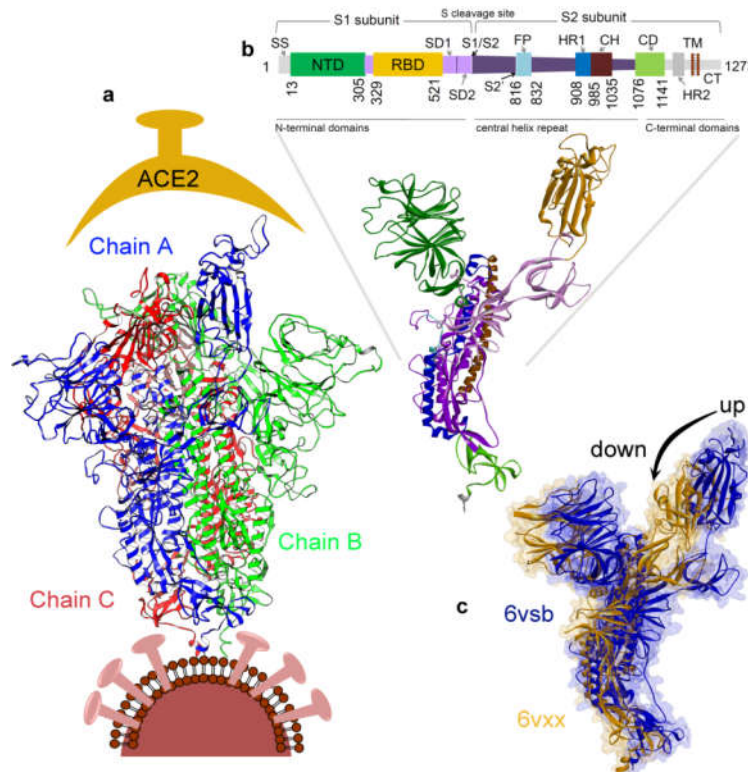 S1 subunit
S cleavage site
S2 subunit
b
SS
SD1
S1/S2
FP
HR1
CH
CD
TM
1
NTD
RBD
127
13
305
329
521
SD2
S2'
816
832
908
985
1035
1076
1141
HR2
CT
N-terminal domains
central helix repeat
C-terminal domains
a
ACE2
Chain A
Chain B
Chain C
up
down
c
6vsb
6vxx